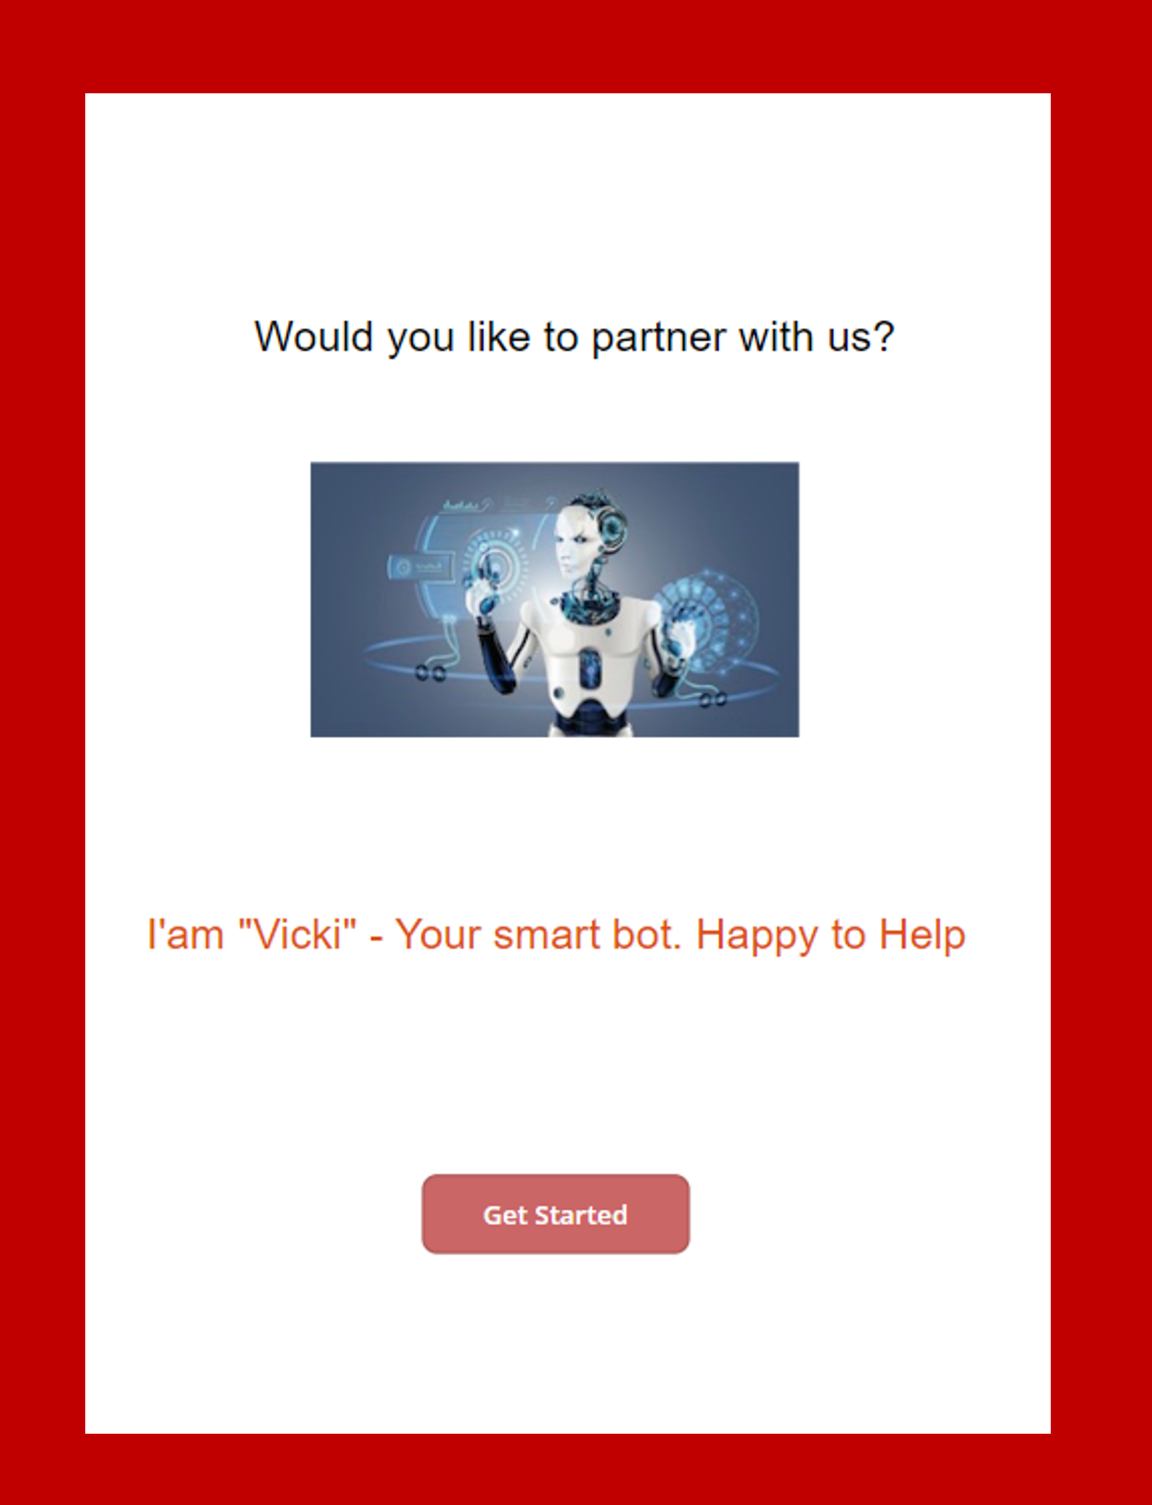 Would you like to partner with us?
I'am "Vicki" - Your smart bot. Happy to Help
Get Started